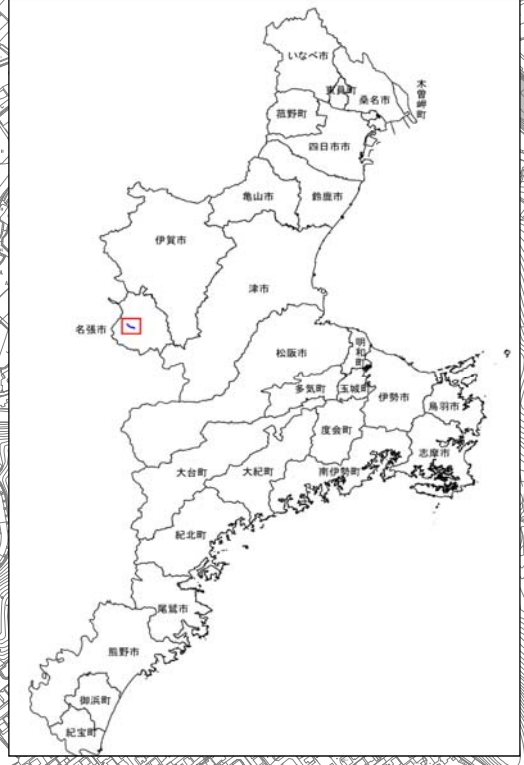 いなべ市
東員町
桑名市
木曽岬町
菰野町
四日市市
亀山市
鈴鹿市
伊賀市
津市
名張市
松阪市
明和町
多気町
玉城町
伊勢市
鳥羽市
度会町
志摩市
大台町
大紀町
南伊勢町
紀北町
尾鷲市
熊野市
御浜町
紀宝町